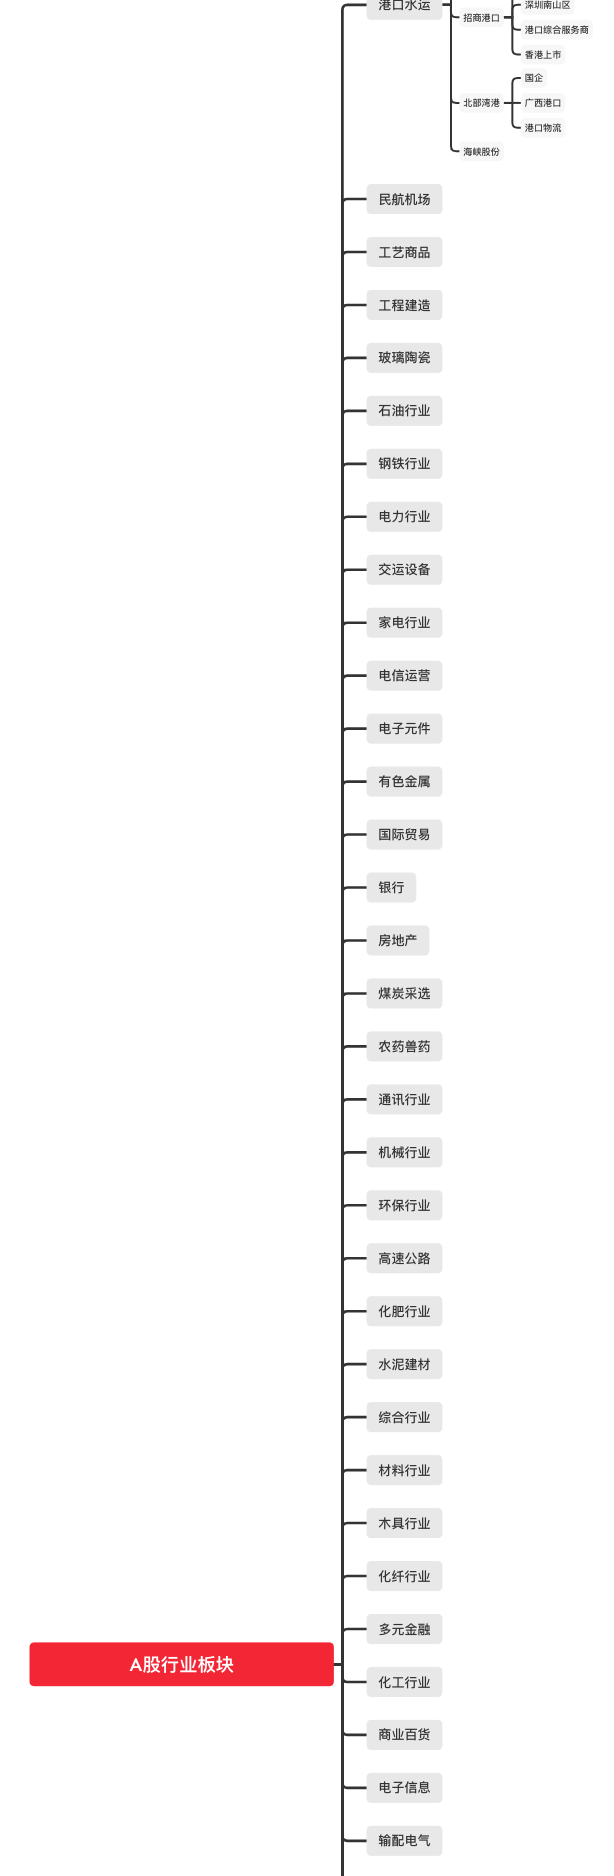 港口水运
深圳南山区
招商港口
港口综合服务商
香港上市
国企
北部湾港
广西港口
港口物流
海峡股份
民航机场
工艺商品
工程建造
玻璃陶瓷
石油行业
钢铁行业
电力行业
交运设备
家电行业
电信运营
电子元件
有色金属
国际贸易
银行
房地产
煤炭采选
农药兽药
通讯行业
机械行业
环保行业
高速公路
化肥行业
水泥建材
综合行业
材料行业
木具行业
化纤行业
多元金融
A股行业板块
化工行业
商业百货
电子信息
输配电气